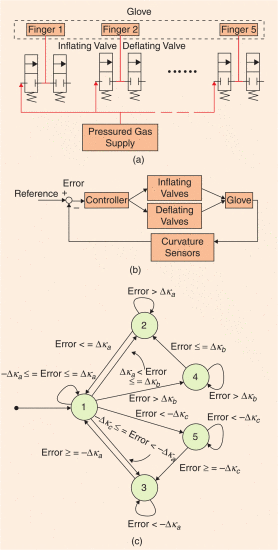 Glove
Finger 1
Finger 2
Finger 5
Inflating Valve
Deflating Valve
Pressured Gas
Supply
(a)
Reference
Error
+
−
Controller
Inflating
Valves
Deflating
Valves
Glove
Curvature
Sensors
(b)
Error > Δκa
2
Error < = Δκa
Error ≤ = Δκb
−Δκa ≤ = Error ≤ = Δκa
Δκa < Error
≤ = Δκb
4
Error > Δκb
Error > Δκb
1
Error < −Δκc
Error < −Δκc
−Δκc ≤ = Error < −Δκa
5
Error ≥ = −Δκa
Error ≥ = −Δκc
3
Error < −Δκa
(c)